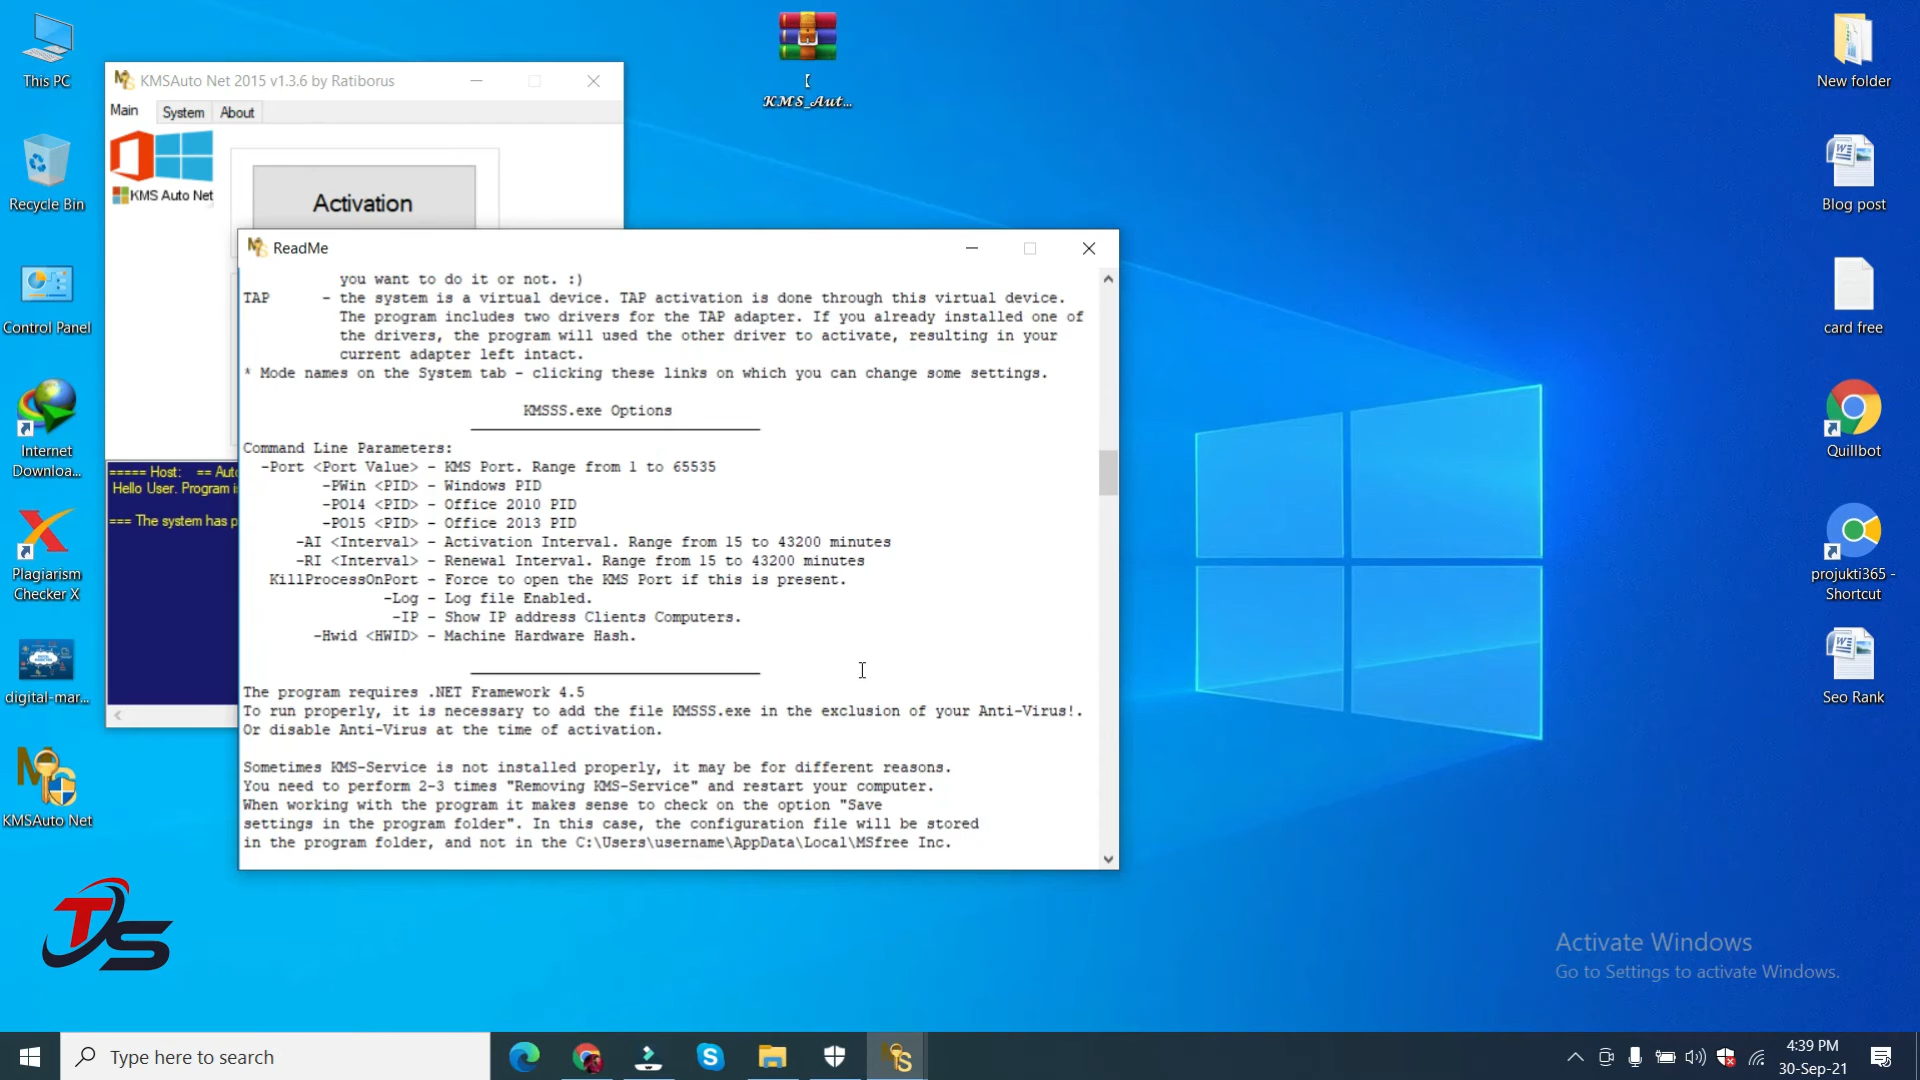 This PC
Recycle Bin
Control Panel
Internet
Downloa...
Plagiarism
Checker X
digital-mar...
KMSAuto Net
TS
KMSAuto Net 2015 v1.3.6 by Ratiborus
Main System About
KMS Auto Net
Activation
===== Host: == Aut
Hello User. Program i
=== The system has p
[
KMS_Aut...
ReadMe
you want to do it or not. :)
TAP - the system is a virtual device. TAP activation is done through this virtual device.
The program includes two drivers for the TAP adapter. If you already installed one of
the drivers, the program will used the other driver to activate, resulting in your
current adapter left intact.
* Mode names on the System tab - clicking these links on which you can change some settings.
KMSSS.exe Options
Command Line Parameters:
-Port <Port Value> - KMS Port. Range from 1 to 65535
-PWin <PID> - Windows PID
-PO14 <PID> - Office 2010 PID
-PO15 <PID> - Office 2013 PID
-AI <Interval> - Activation Interval. Range from 15 to 43200 minutes
-RI <Interval> - Renewal Interval. Range from 15 to 43200 minutes
KillProcessOnPort - Force to open the KMS Port if this is present.
-Log - Log file Enabled.
-IP - Show IP address Clients Computers.
-Hwid <HWID> - Machine Hardware Hash.
The program requires .NET Framework 4.5
To run properly, it is necessary to add the file KMSSS.exe in the exclusion of your Anti-Virus!.
Or disable Anti-Virus at the time of activation.
Sometimes KMS-Service is not installed properly, it may be for different reasons.
You need to perform 2-3 times "Removing KMS-Service" and restart your computer.
When working with the program it makes sense to check on the option "Save
settings in the program folder". In this case, the configuration file will be stored
in the program folder, and not in the C:\Users\username\AppData\Local\MSfree Inc.
New folder
Blog post
card free
Quillbot
projukti365 -
Shortcut
Seo Rank
Activate Windows
Go to Settings to activate Windows.
Type here to search
4:39 PM
30-Sep-21